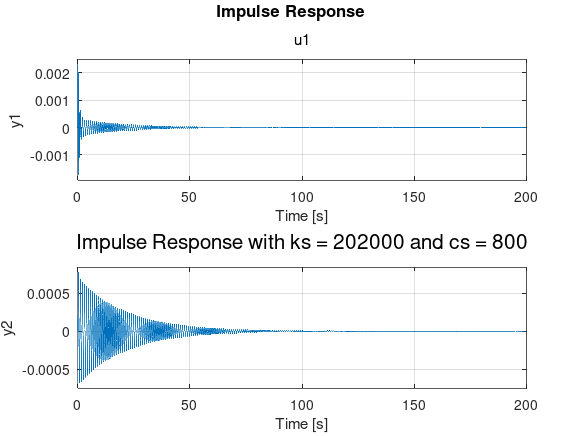 Impulse Response
u1
0.002
0.001
0
-0.001
y1
0 50 100 150 200
Time [s]
Impulse Response with ks = 202000 and cs = 800
0.0005
0
-0.0005
y2
0 50 100 150 200
Time [s]